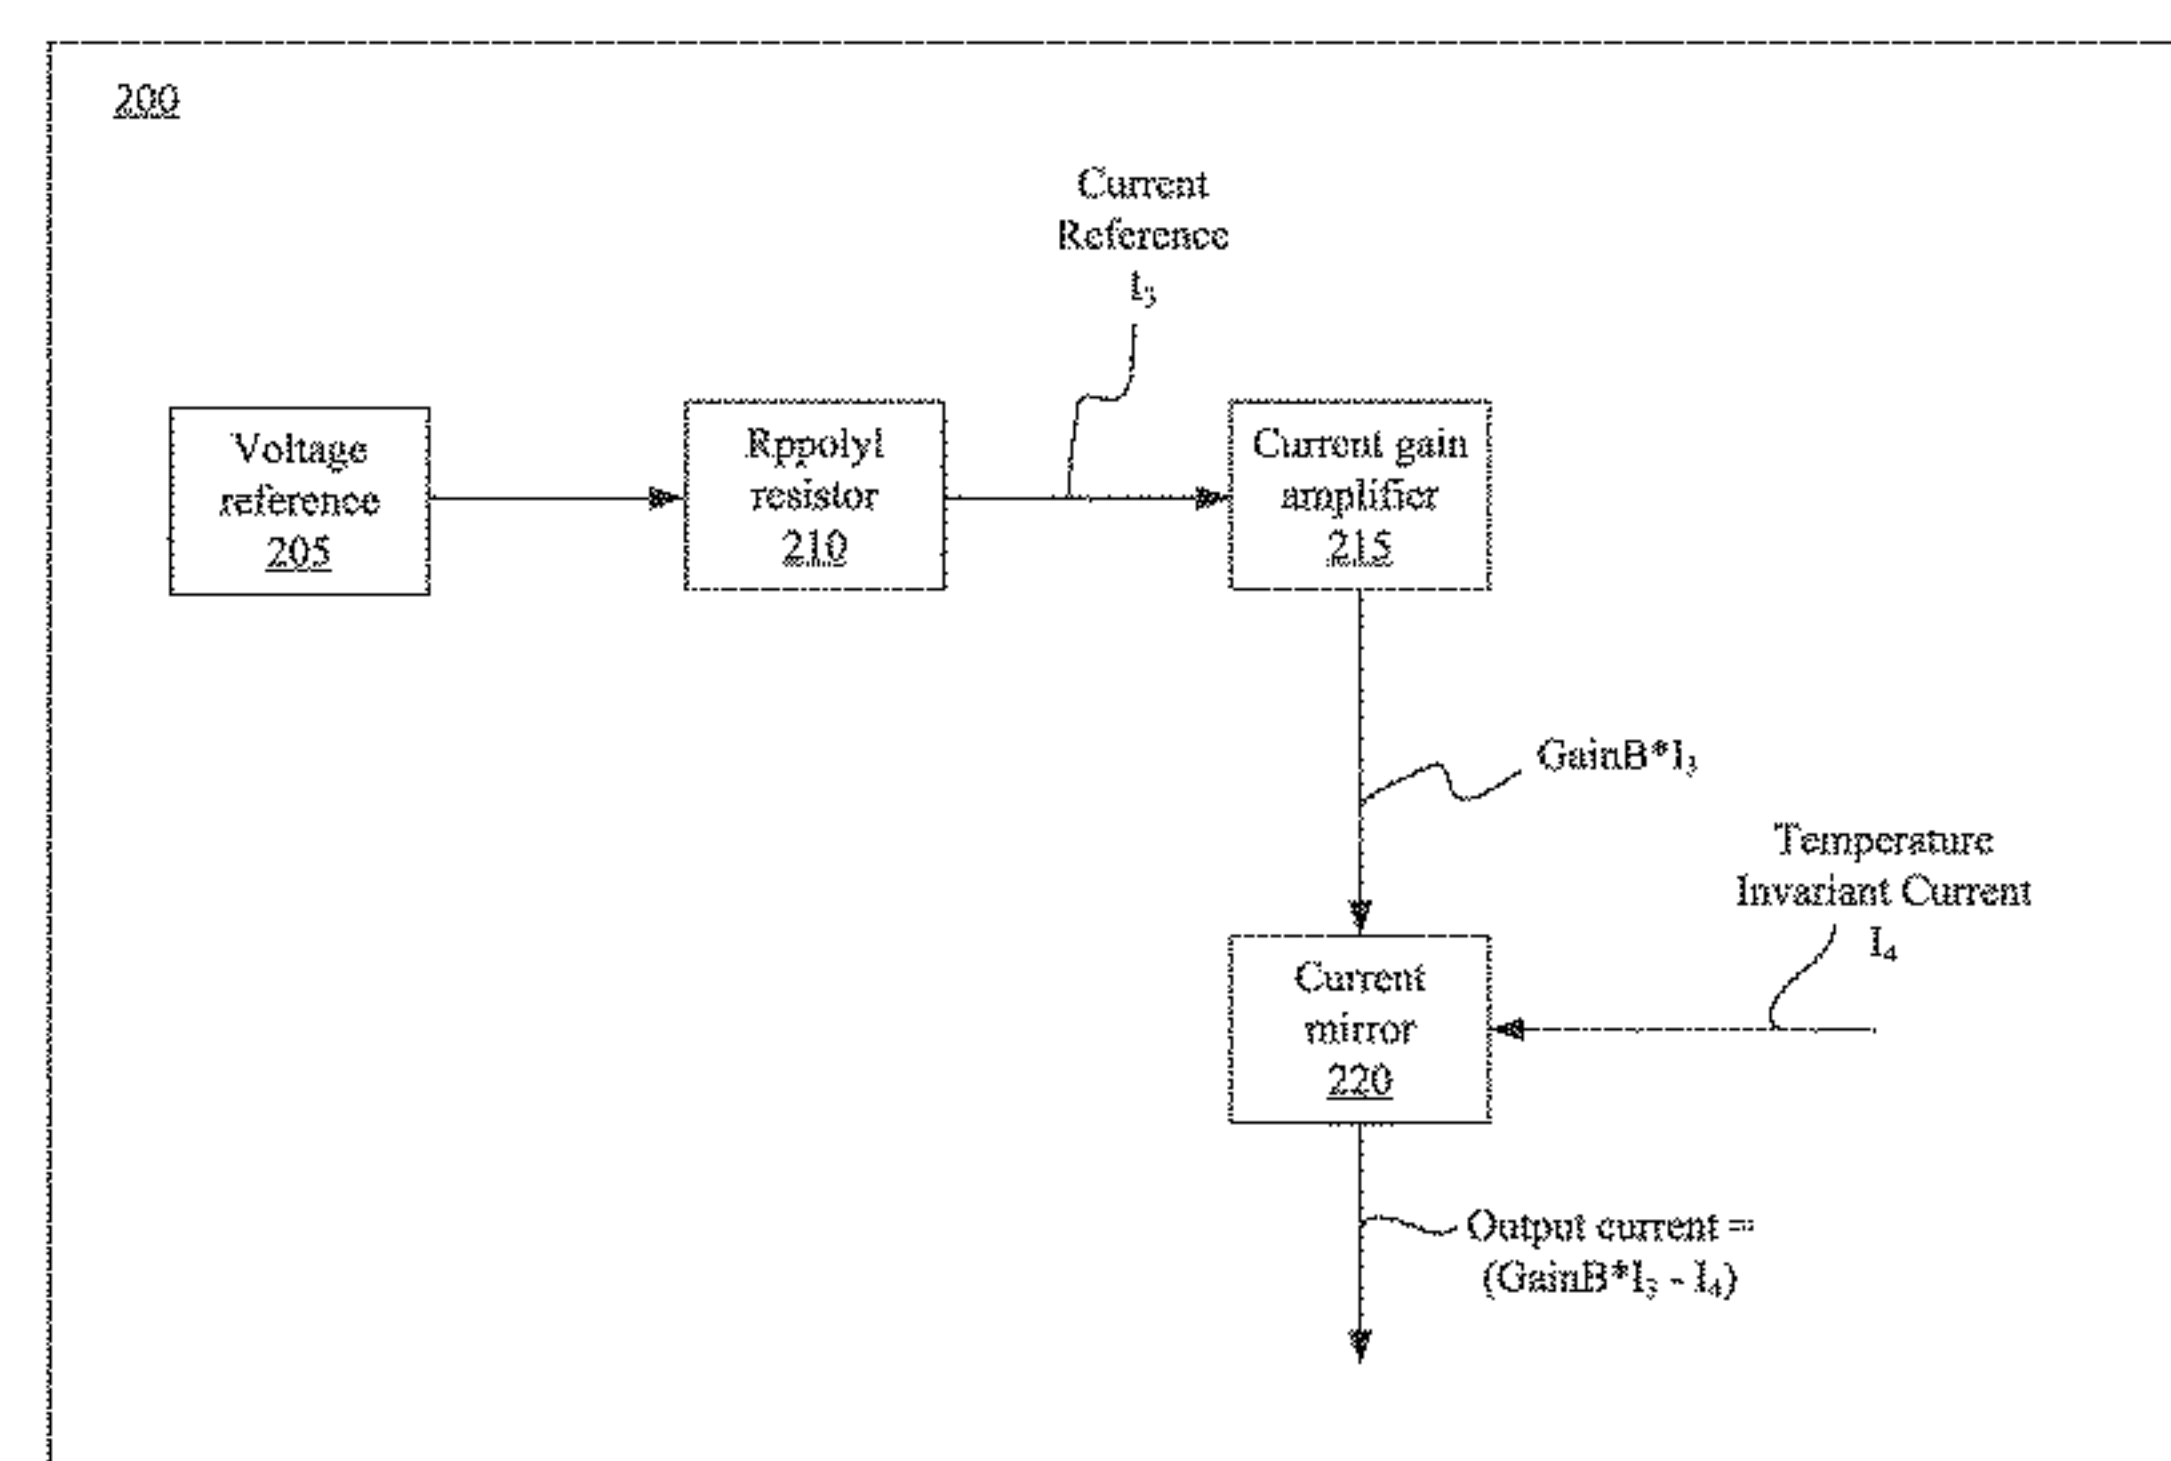 200
Current
Reference
I₃
Voltage
reference
205
Rppolyl
resistor
210
Current gain
amplifier
215
GainB*I₃
Temperature
Invariant Current
I₄
Current
mirror
220
Output current =
(GainB*I₃ - I₄)